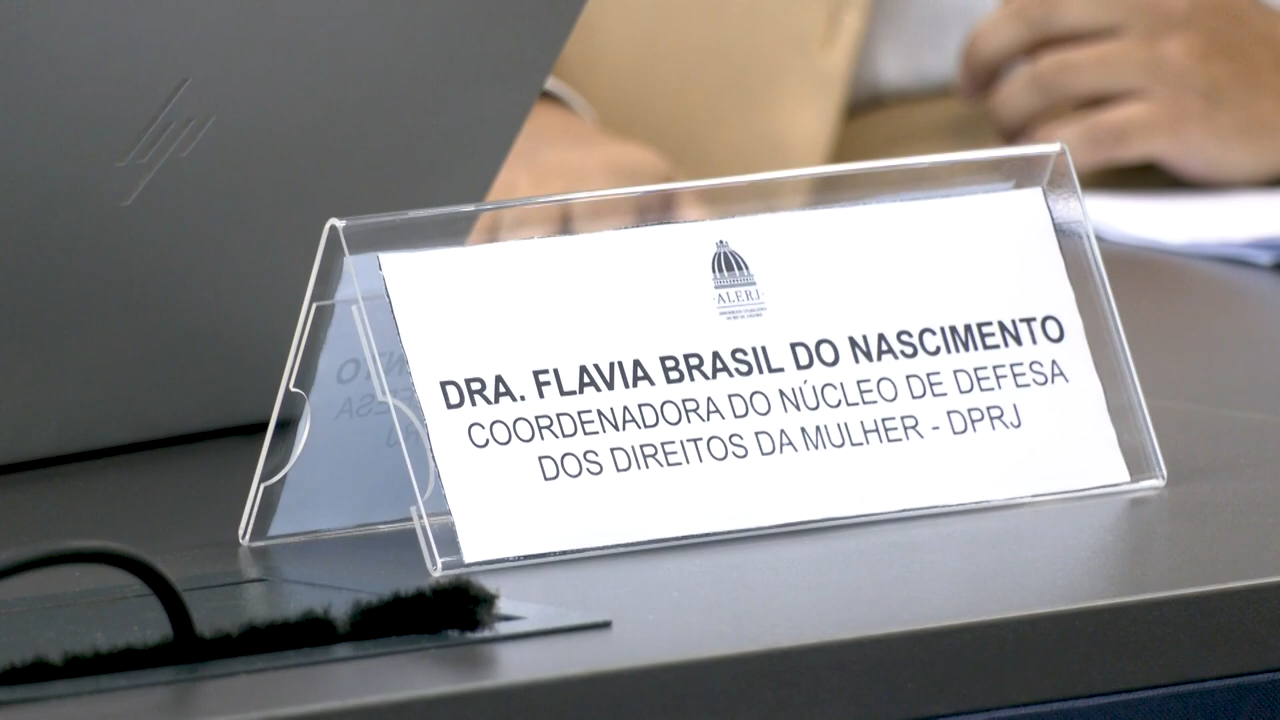 ALERJ
DRA. FLAVIA BRASIL DO NASCIMENTO
COORDENADORA DO NÚCLEO DE DEFESA
DOS DIREITOS DA MULHER - DPRJ